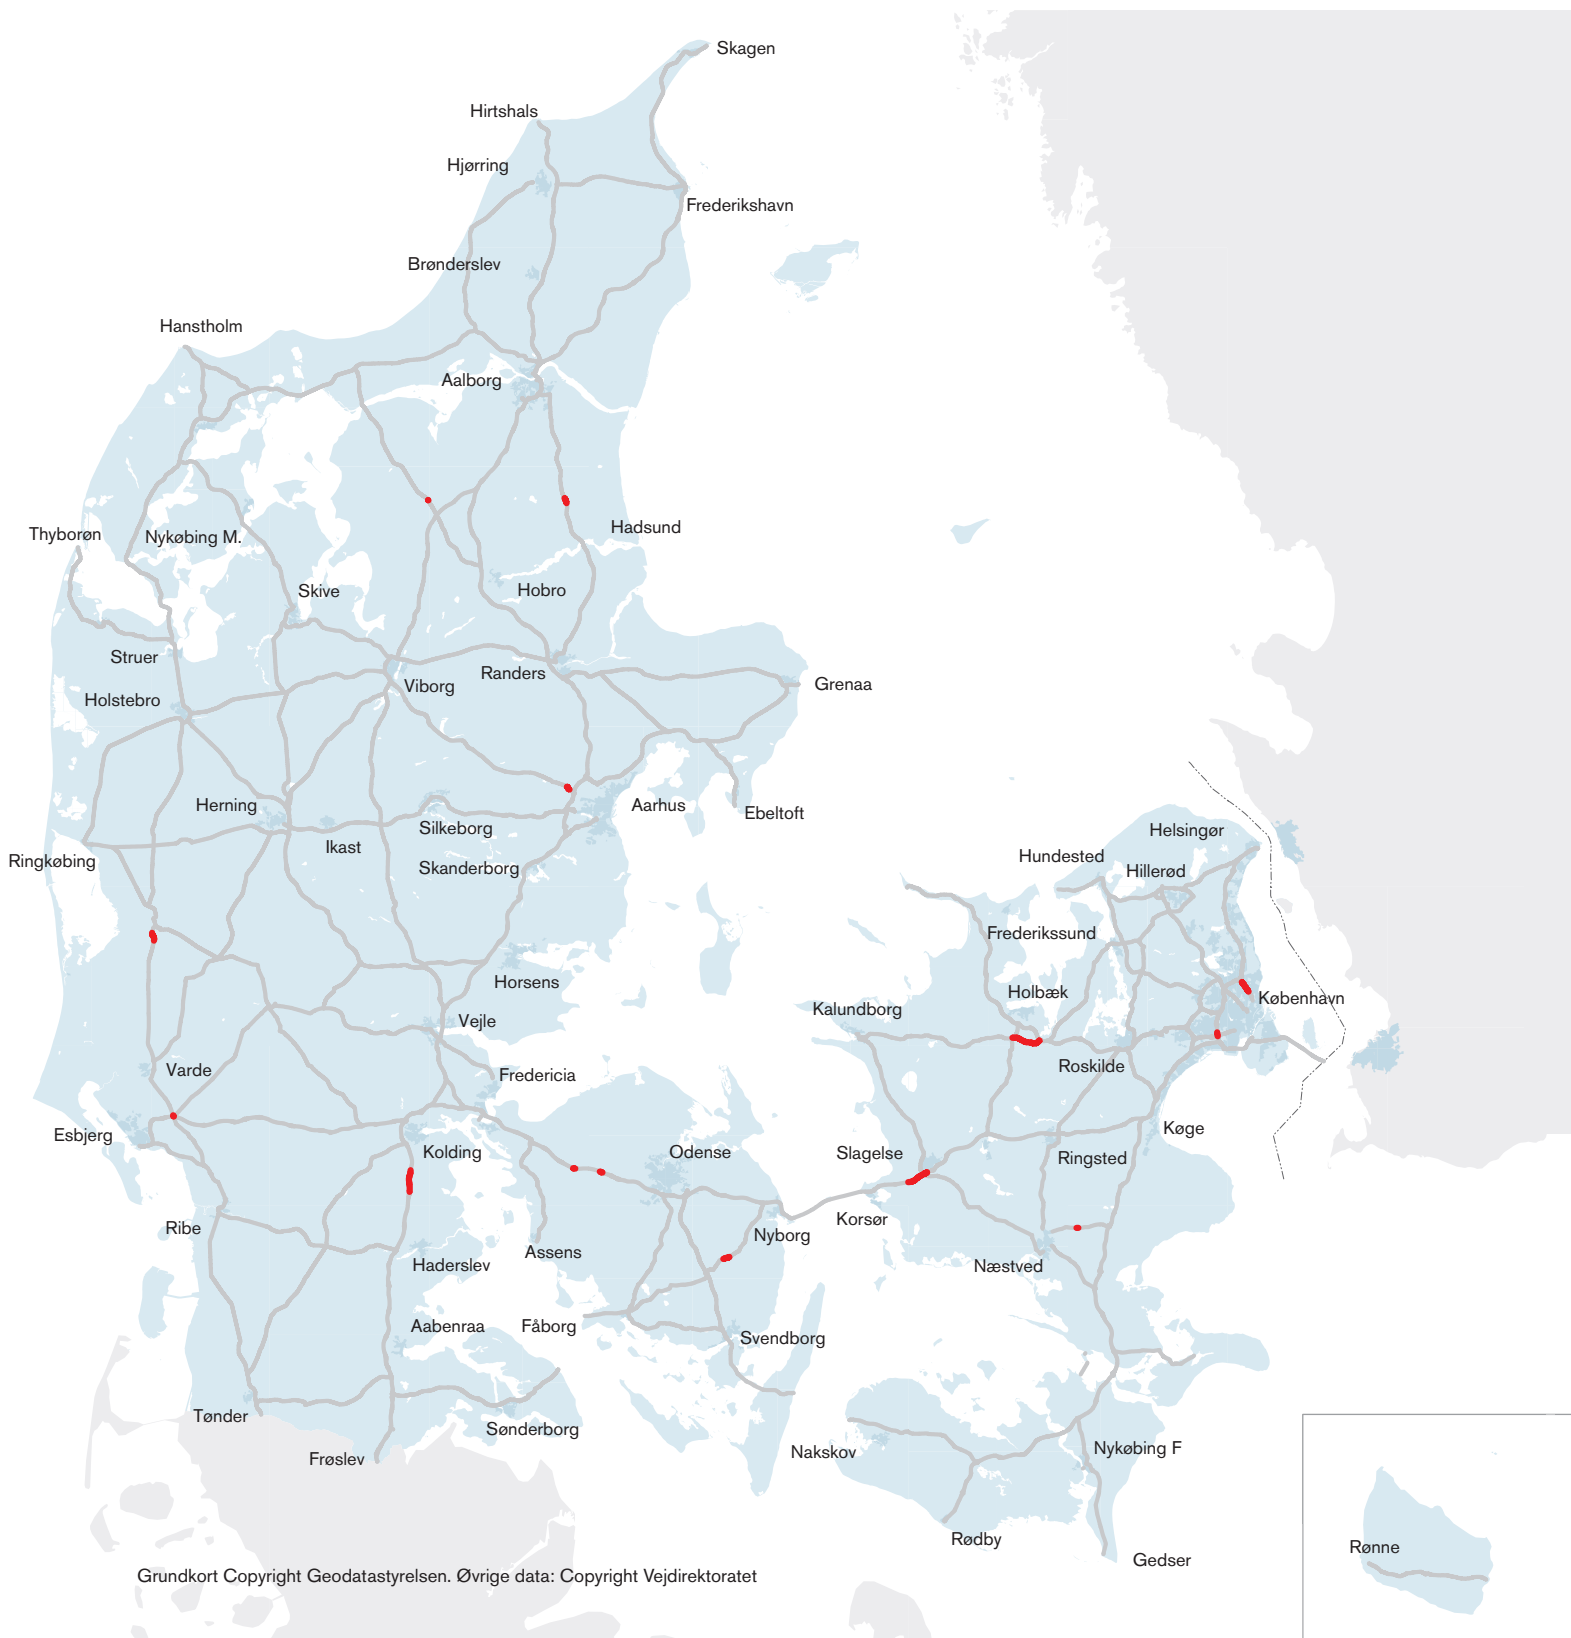 Skagen
Hirtshals
Hjørring
Frederikshavn
Brønderslev
Hanstholm
Aalborg
Hadsund
Thyborøn
Nykøbing M.
Hobro
Skive
Struer
Randers
Viborg
Grenaa
Holstebro
Herning
Aarhus
Ebeltoft
Silkeborg
Ikast
Helsingør
Ringkøbing
Skanderborg
Hundested
Hillerød
Frederikssund
Horsens
Holbæk
København
Kalundborg
Vejle
Varde
Fredericia
Roskilde
Esbjerg
Køge
Kolding
Odense
Slagelse
Ringsted
Ribe
Korsør
Nyborg
Assens
Haderslev
Næstved
Aabenraa
Fåborg
Svendborg
Tønder
Sønderborg
Frøslev
Nakskov
Nykøbing F
Rødby
Gedser
Rønne
Grundkort Copyright Geodatastyrelsen. Øvrige data: Copyright Vejdirektoratet